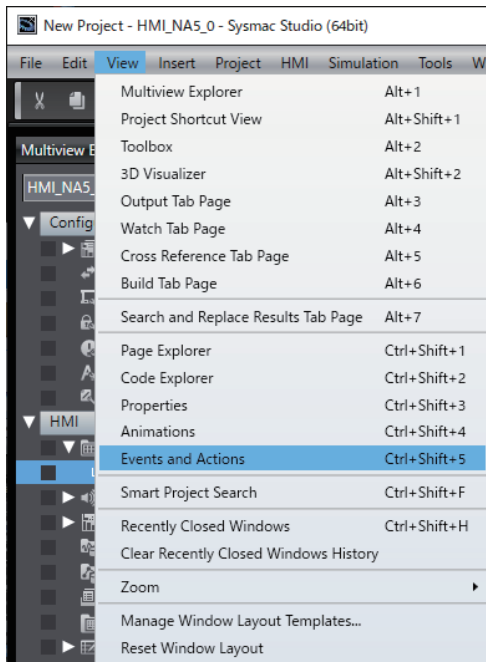 New Project - HMI_NA5_0 - Sysmac Studio (64bit)
File Edit View Insert Project HMI Simulation Tools W
Multiview E
HMI_NA5_
Config
HMI
L
Multiview Explorer Alt+1
Project Shortcut View Alt+Shift+1
Toolbox Alt+2
3D Visualizer Alt+Shift+2
Output Tab Page Alt+3
Watch Tab Page Alt+4
Cross Reference Tab Page Alt+5
Build Tab Page Alt+6
Search and Replace Results Tab Page Alt+7
Page Explorer Ctrl+Shift+1
Code Explorer Ctrl+Shift+2
Properties Ctrl+Shift+3
Animations Ctrl+Shift+4
Events and Actions Ctrl+Shift+5
Smart Project Search Ctrl+Shift+F
Recently Closed Windows Ctrl+Shift+H
Clear Recently Closed Windows History
Zoom
Manage Window Layout Templates...
Reset Window Layout